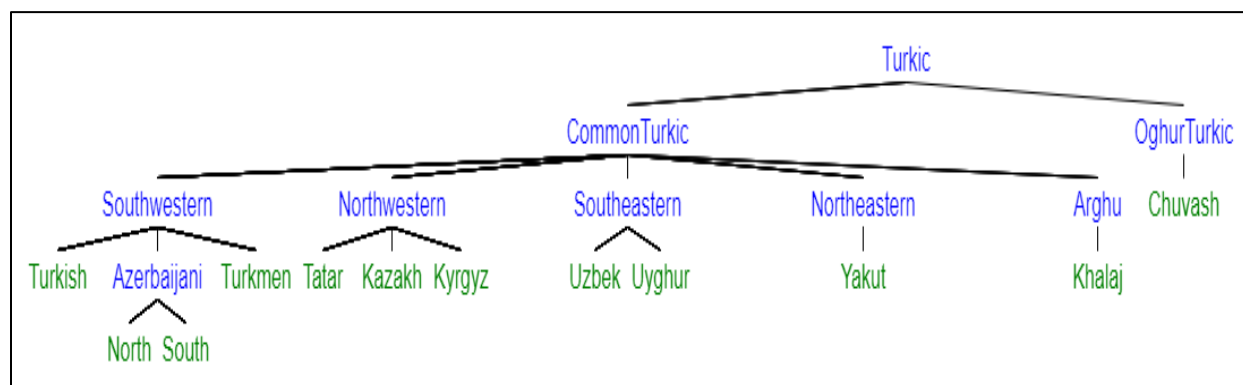 Turkic
CommonTurkic OghurTurkic
Southwestern Northwestern Southeastern Northeastern Arghu Chuvash
Turkish Azerbaijani Turkmen Tatar Kazakh Kyrgyz Uzbek Uyghur Yakut Khalaj
North South